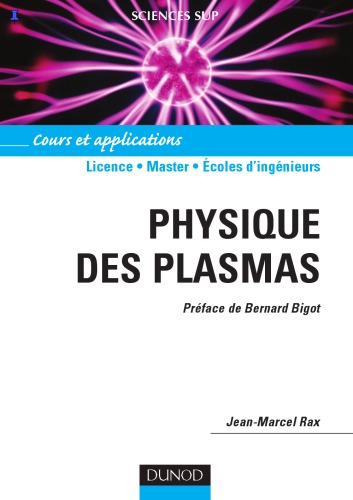 SCIENCES SUP
Cours et applications
Licence • Master • Écoles d'ingénieurs
PHYSIQUE
DES PLASMAS
Préface de Bernard Bigot
Jean-Marcel Rax
DUNOD